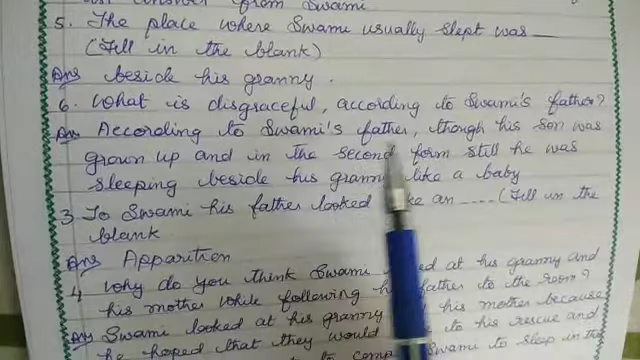 answer from Swami
5. The place where Swami usually slept was
(Fill in the blank)
Ans beside his granny.
6. What is disgraceful, according to Swami's father?
Ans According to Swami's father, though his son was
grown up and in the second form still he was
sleeping beside his granny like a baby
3 To Swami his father looked an .... (Fill in the
blank
Ans Apparition
4 Why do you think Swami at his granny and
his mother while following father to the room?
Ans Swami looked at his granny his mother because
he hoped that they would to his rescue and
Swami to sleep in the